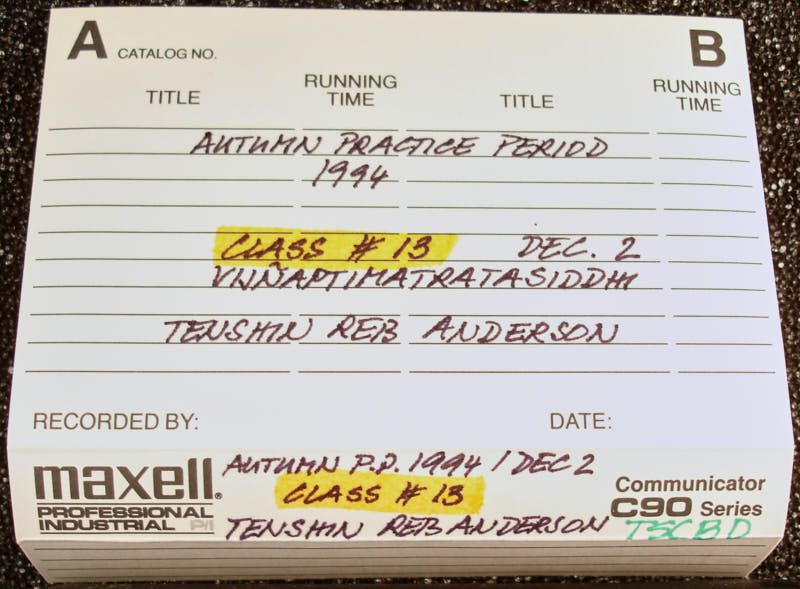 A CATALOG NO. B
TITLE RUNNING TIME TITLE RUNNING TIME
AUTUMN PRACTICE PERIOD
1994
CLASS # 13 DEC. 2
VIJÑAPTIMATRATASIDDHI
TENSHIN REB ANDERSON
RECORDED BY: DATE:
maxell®
PROFESSIONAL
INDUSTRIAL P/I
AUTUMN P.P. 1994 / DEC 2
CLASS # 13
TENSHIN REB ANDERSON
Communicator
C90 Series
TSCBD